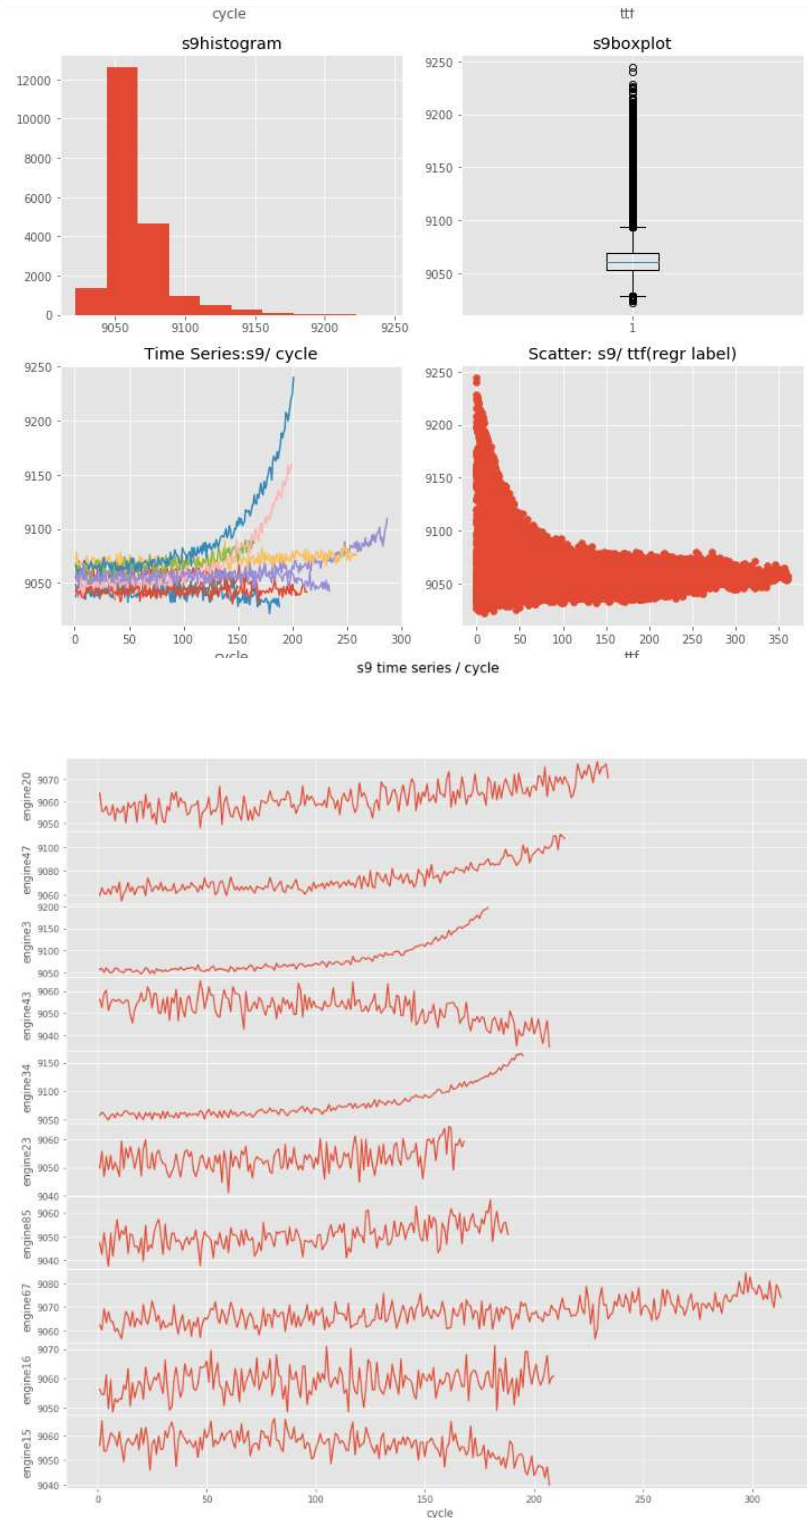 cycle ttf
s9histogram s9boxplot
12000
10000
8000
6000
4000
2000
0
9050 9100 9150 9200 9250
9250
9200
9150
9100
9050
1
Time Series:s9/ cycle Scatter: s9/ ttf(regr label)
9250
9200
9150
9100
9050
0 50 100 150 200 250 300
cycle
9250
9200
9150
9100
9050
0 50 100 150 200 250 300 350
ttf
s9 time series / cycle
engine20
9070
9060
9050
engine47
9100
9080
9060
engine3
9200
9150
9100
9050
engine43
9060
9040
engine34
9150
9100
9050
engine23
9060
9050
9040
engine85
9060
9040
engine67
9080
9070
9060
engine16
9070
9060
9050
engine15
9060
9050
9040
0 50 100 150 200 250 300
cycle